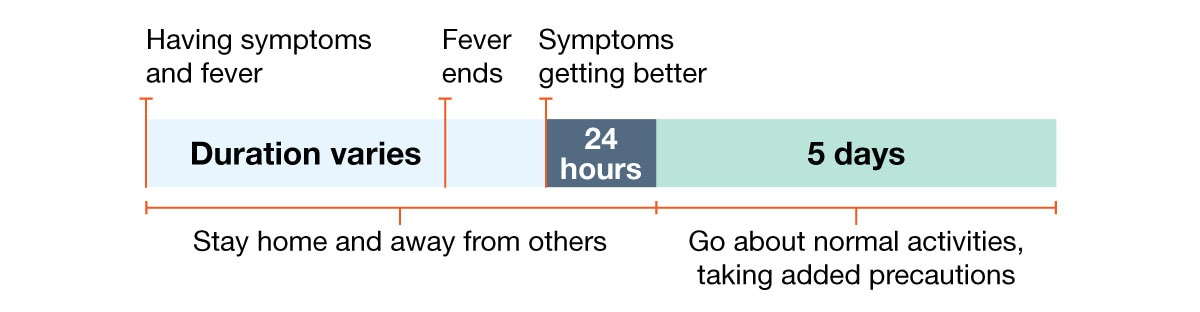 Having symptoms
and fever
Fever
ends
Symptoms
getting better
Duration varies
24
hours
5 days
Stay home and away from others
Go about normal activities,
taking added precautions